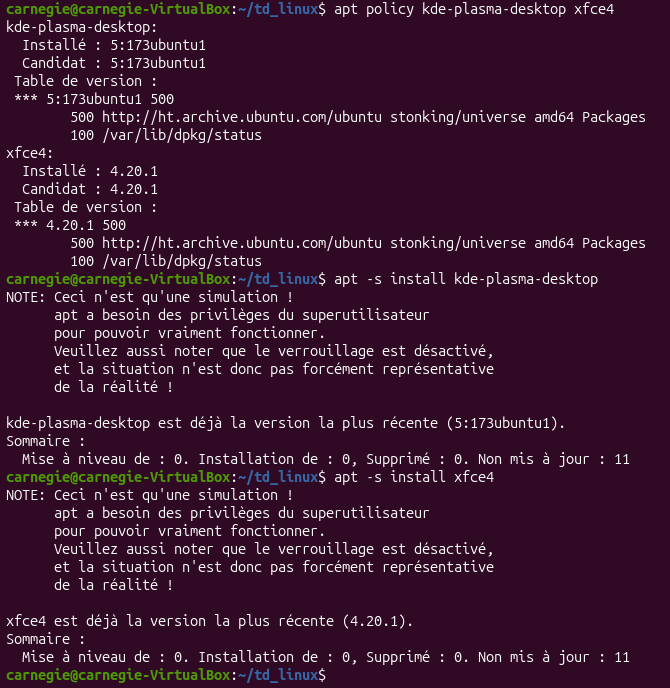 carnegie@carnegie-VirtualBox:~/td_linux$ apt policy kde-plasma-desktop xfce4
kde-plasma-desktop:
  Installé : 5:173ubuntu1
  Candidat : 5:173ubuntu1
 Table de version :
 *** 5:173ubuntu1 500
        500 http://ht.archive.ubuntu.com/ubuntu stonking/universe amd64 Packages
        100 /var/lib/dpkg/status
xfce4:
  Installé : 4.20.1
  Candidat : 4.20.1
 Table de version :
 *** 4.20.1 500
        500 http://ht.archive.ubuntu.com/ubuntu stonking/universe amd64 Packages
        100 /var/lib/dpkg/status
carnegie@carnegie-VirtualBox:~/td_linux$ apt -s install kde-plasma-desktop
NOTE: Ceci n'est qu'une simulation !
      apt a besoin des privilèges du superutilisateur
      pour pouvoir vraiment fonctionner.
      Veuillez aussi noter que le verrouillage est désactivé,
      et la situation n'est donc pas forcément représentative
      de la réalité !

kde-plasma-desktop est déjà la version la plus récente (5:173ubuntu1).
Sommaire :
  Mise à niveau de : 0. Installation de : 0, Supprimé : 0. Non mis à jour : 11
carnegie@carnegie-VirtualBox:~/td_linux$ apt -s install xfce4
NOTE: Ceci n'est qu'une simulation !
      apt a besoin des privilèges du superutilisateur
      pour pouvoir vraiment fonctionner.
      Veuillez aussi noter que le verrouillage est désactivé,
      et la situation n'est donc pas forcément représentative
      de la réalité !

xfce4 est déjà la version la plus récente (4.20.1).
Sommaire :
  Mise à niveau de : 0. Installation de : 0, Supprimé : 0. Non mis à jour : 11
carnegie@carnegie-VirtualBox:~/td_linux$